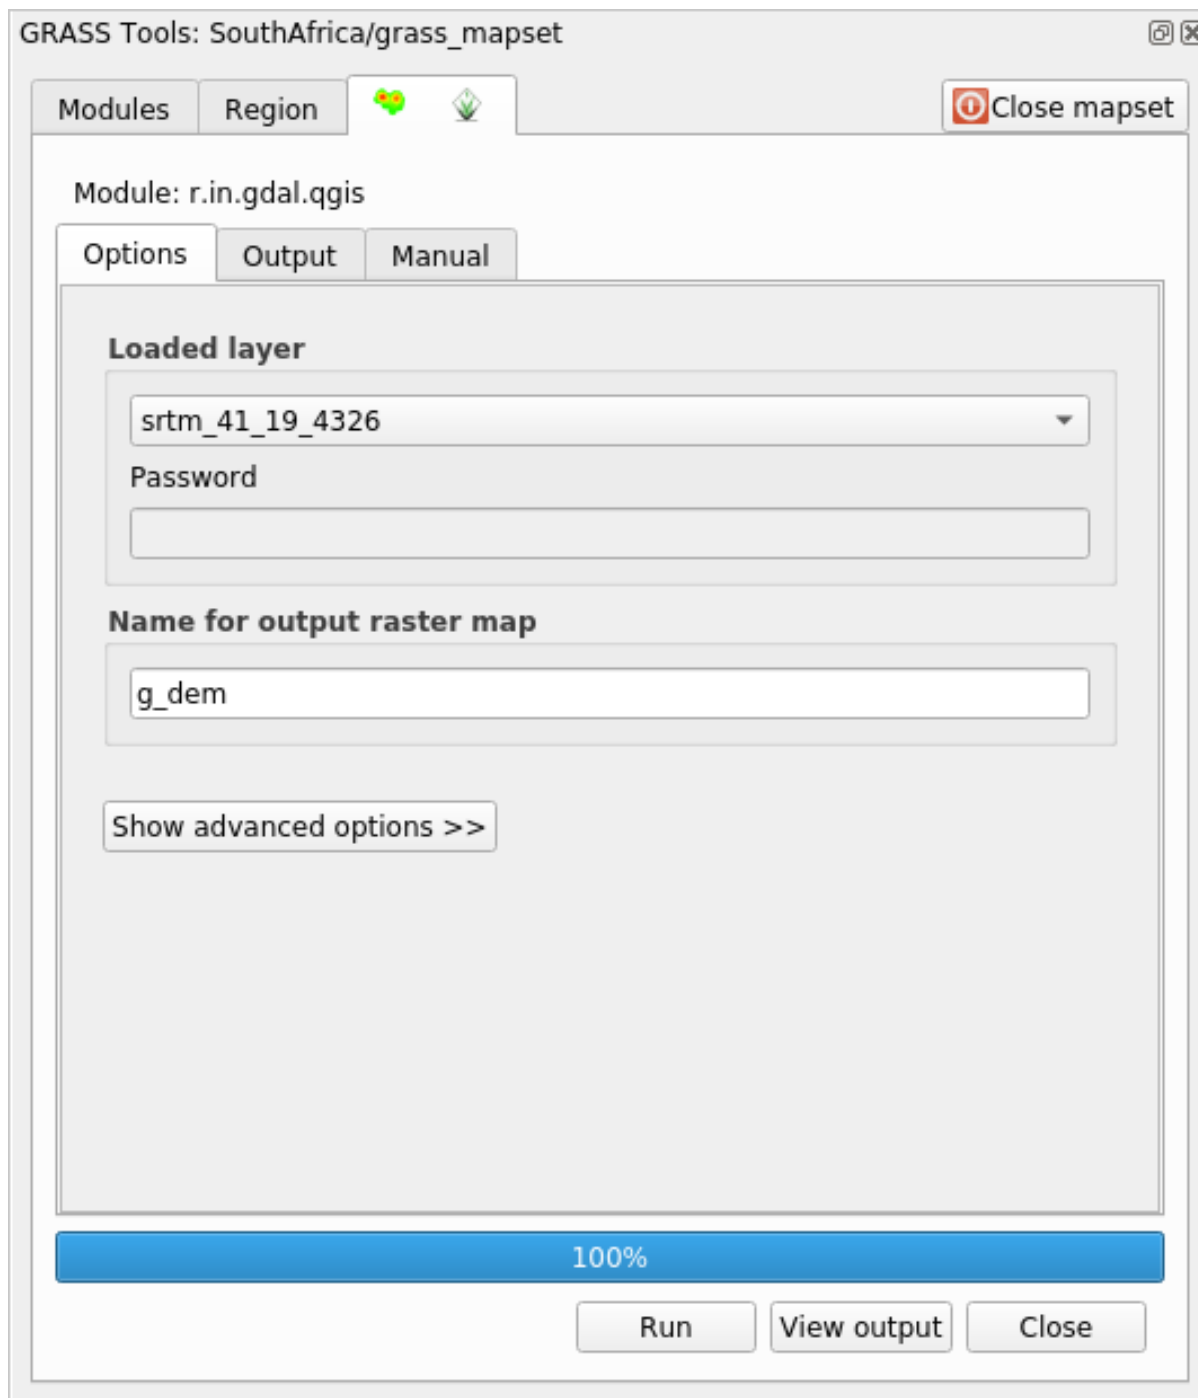 GRASS Tools: SouthAfrica/grass_mapset
Modules
Region
Close mapset
Module: r.in.gdal.qgis
Options
Output
Manual
Loaded layer
srtm_41_19_4326
Password
Name for output raster map
g_dem
Show advanced options >>
100%
Run
View output
Close